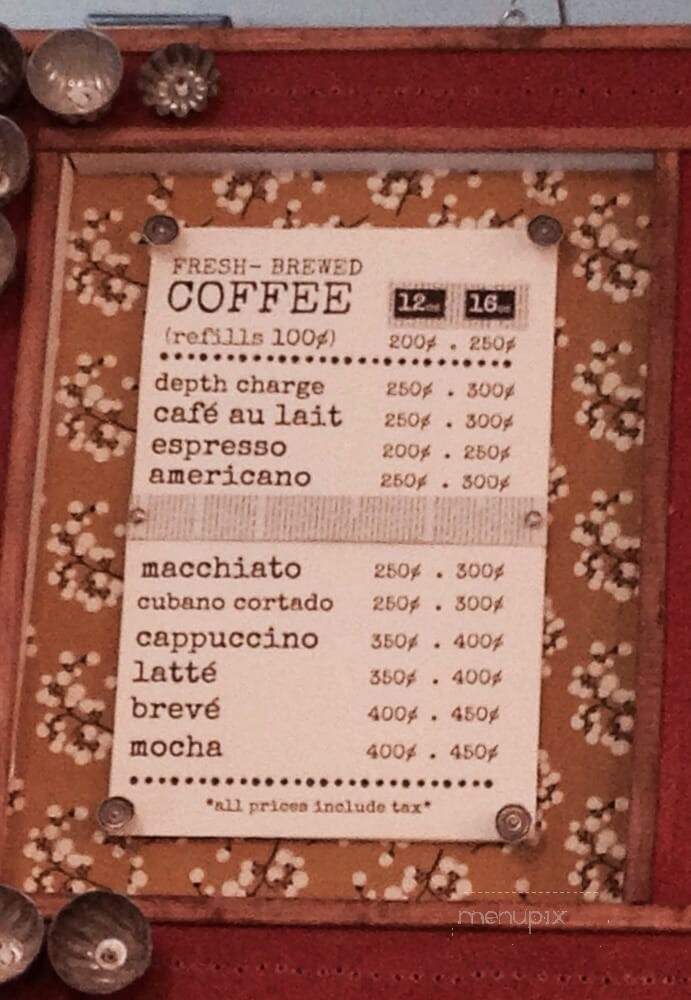 FRESH- BREWED
COFFEE 12oz 16oz
(refills 100¢) 200¢ . 250¢
depth charge 250¢ . 300¢
café au lait 250¢ . 300¢
espresso 200¢ . 250¢
americano 250¢ . 300¢
macchiato 250¢ . 300¢
cubano cortado 250¢ . 300¢
cappuccino 350¢ . 400¢
latté 350¢ . 400¢
brevé 400¢ . 450¢
mocha 400¢ . 450¢
*all prices include tax*
menupix